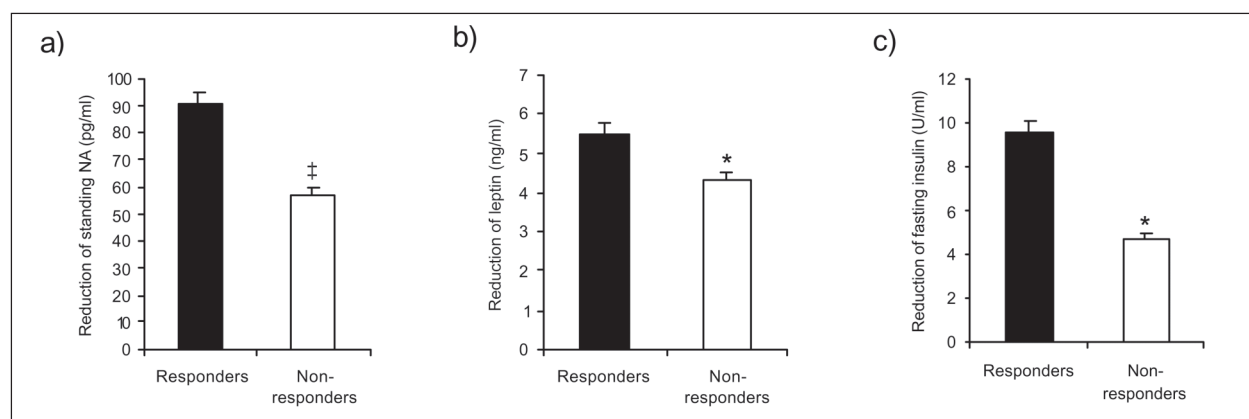 a)
Reduction of standing NA (pg/ml)
100
90
80
70
60
50
40
30
20
10
0
‡
Responders
Non-
responders
b)
Reduction of leptin (ng/ml)
7
6
5
4
3
2
1
0
*
Responders
Non-
responders
c)
Reduction of fasting insulin (U/ml)
12
10
8
6
4
2
0
*
Responders
Non-
responders